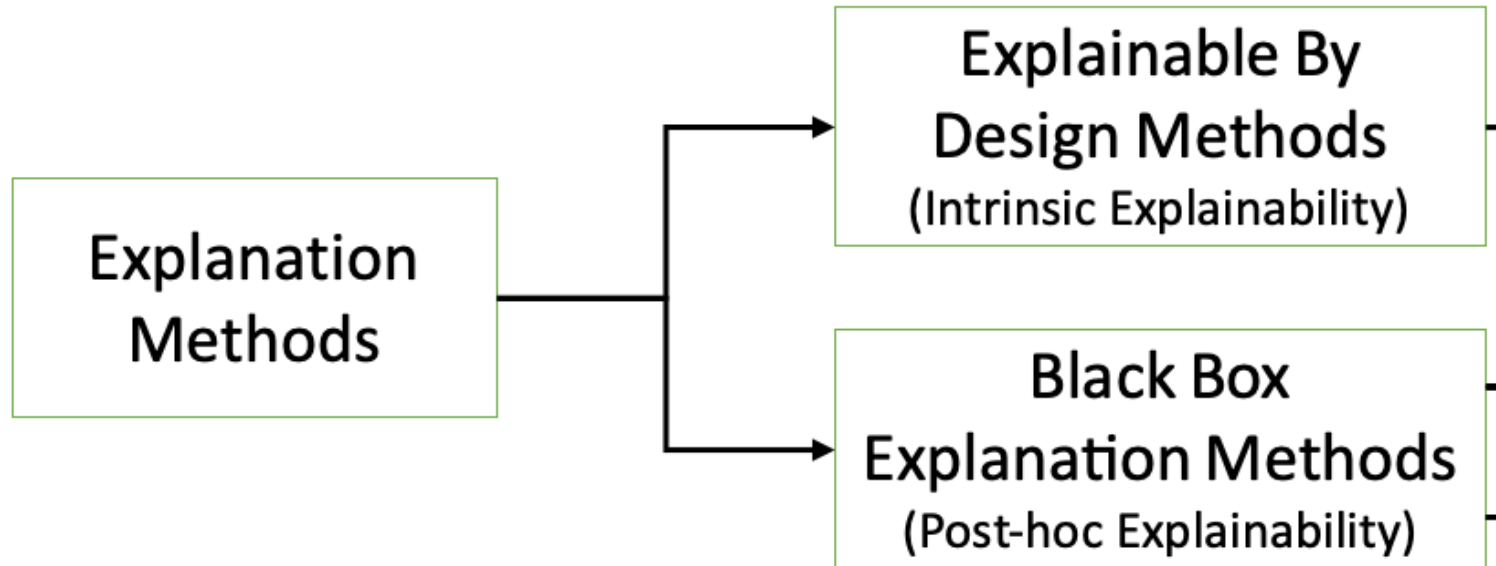 Explanation
Methods
Explainable By
Design Methods
(Intrinsic Explainability)
Black Box
Explanation Methods
(Post-hoc Explainability)